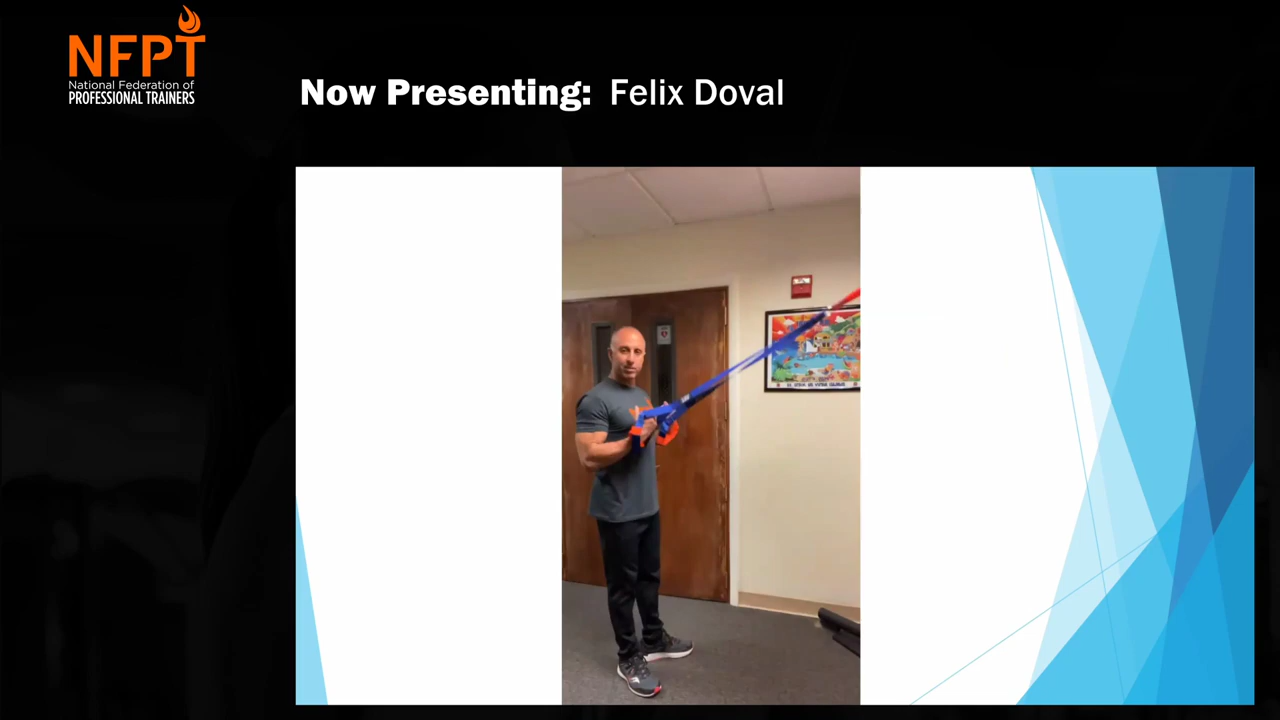 NFPT
National Federation of
PROFESSIONAL TRAINERS
Now Presenting: Felix Doval